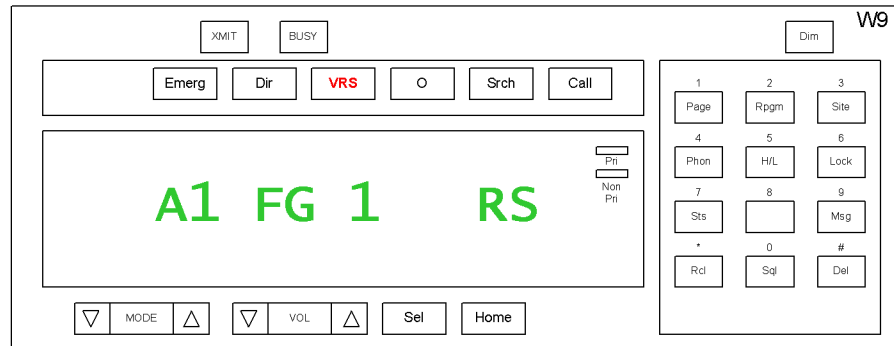 W9
XMIT BUSY Dim
Emerg Dir VRS O Srch Call
A1 FG 1 RS
Pri
Non
Pri
MODE VOL Sel Home
1 2 3
Page Rpgm Site
4 5 6
Phon H/L Lock
7 8 9
Sts Msg
* 0 #
Rcl Sql Del